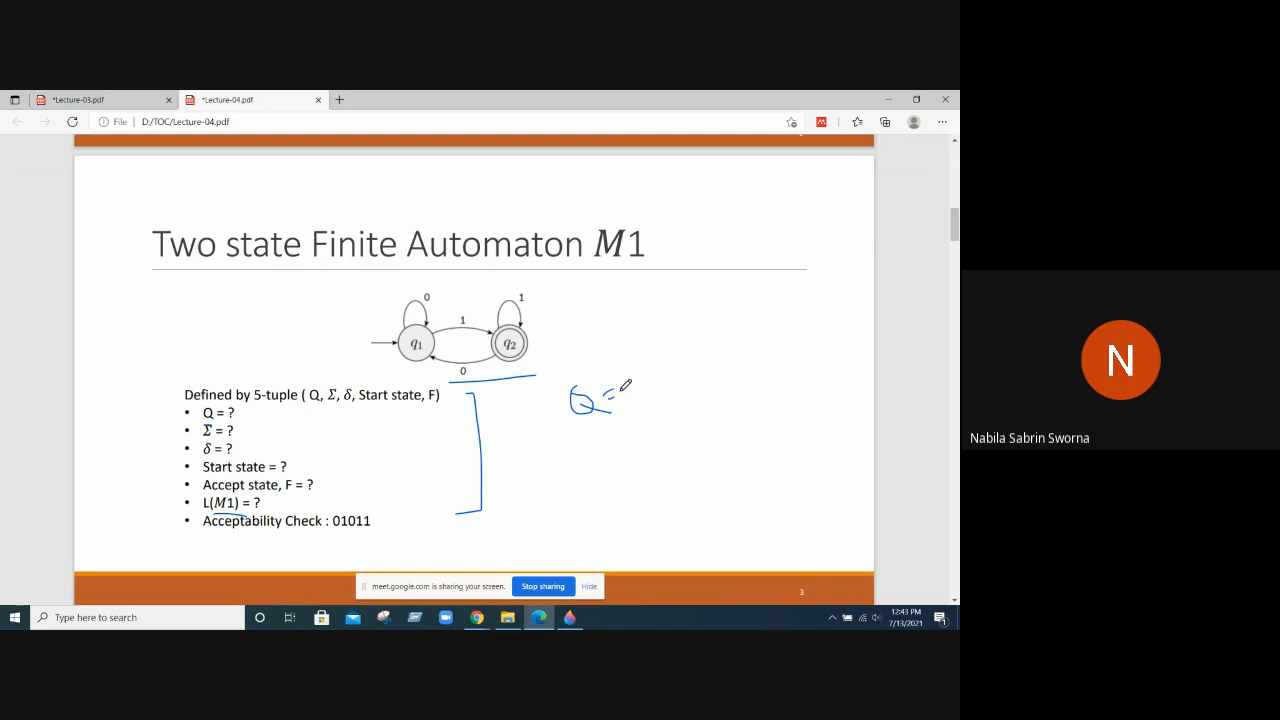 *Lecture-03.pdf
*Lecture-04.pdf
File D:/TOC/Lecture-04.pdf
Two state Finite Automaton M1
0 1
1
q1 q2
0
Defined by 5-tuple ( Q, Σ, δ, Start state, F)
• Q = ?
• Σ = ?
• δ = ?
• Start state = ?
• Accept state, F = ?
• L(M1) = ?
• Acceptability Check : 01011
Q =
N
Nabila Sabrin Sworna
meet.google.com is sharing your screen. Stop sharing Hide
3
Type here to search
12:43 PM
7/13/2021